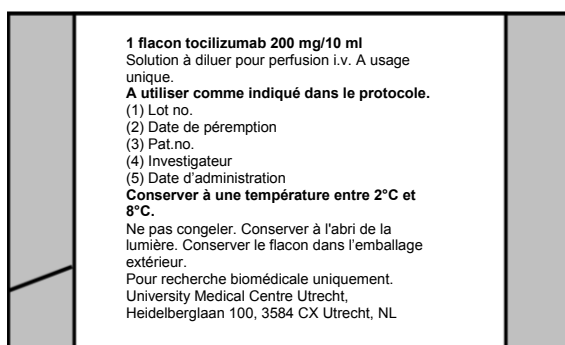 1 flacon tocilizumab 200 mg/10 ml
Solution à diluer pour perfusion i.v. A usage
unique.
A utiliser comme indiqué dans le protocole.
(1) Lot no.
(2) Date de péremption
(3) Pat.no.
(4) Investigateur
(5) Date d'administration
Conserver à une température entre 2°C et
8°C.
Ne pas congeler. Conserver à l'abri de la
lumière. Conserver le flacon dans l'emballage
extérieur.
Pour recherche biomédicale uniquement.
University Medical Centre Utrecht,
Heidelberglaan 100, 3584 CX Utrecht, NL